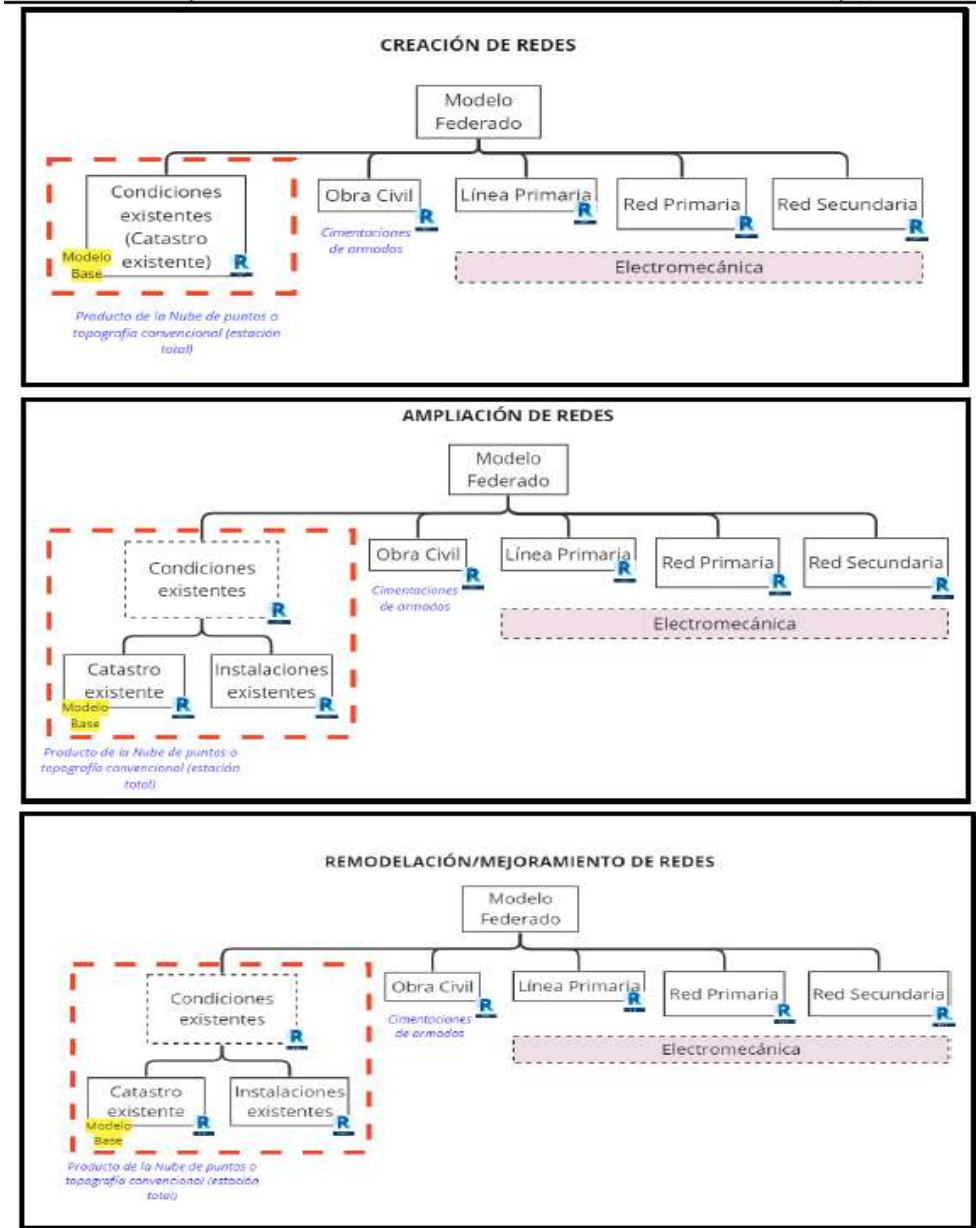 CREACIÓN DE REDES
Modelo
Federado
Condiciones
existentes
(Catastro
existente)
Modelo
Base
R
Producto de la Nube de puntos o
topografía convencional (estación
total)
Obra Civil
R
Cimentaciones
de armados
Línea Primaria
R
Red Primaria
R
Red Secundaria
R
Electromecánica
AMPLIACIÓN DE REDES
Modelo
Federado
Condiciones
existentes
R
Catastro
existente
Modelo
Base
R
Instalaciones
existentes
R
Producto de la Nube de puntos o
topografía convencional (estación
total)
Obra Civil
R
Cimentaciones
de armados
Línea Primaria
R
Red Primaria
R
Red Secundaria
R
Electromecánica
REMODELACIÓN/MEJORAMIENTO DE REDES
Modelo
Federado
Condiciones
existentes
R
Catastro
existente
Modelo
Base
R
Instalaciones
existentes
R
Producto de la Nube de puntos o
topografía convencional (estación
total)
Obra Civil
R
Cimentaciones
de armados
Línea Primaria
R
Red Primaria
R
Red Secundaria
R
Electromecánica